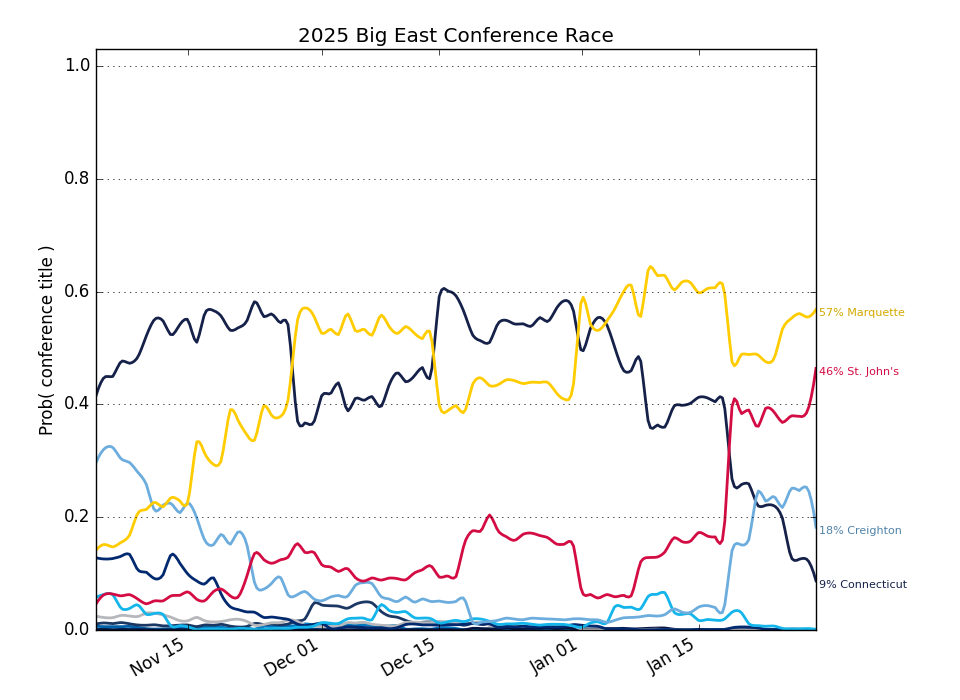 2025 Big East Conference Race
Prob( conference title )
1.0
0.8
0.6
0.4
0.2
0.0
Nov 15
Dec 01
Dec 15
Jan 01
Jan 15
57% Marquette
46% St. John's
18% Creighton
9% Connecticut